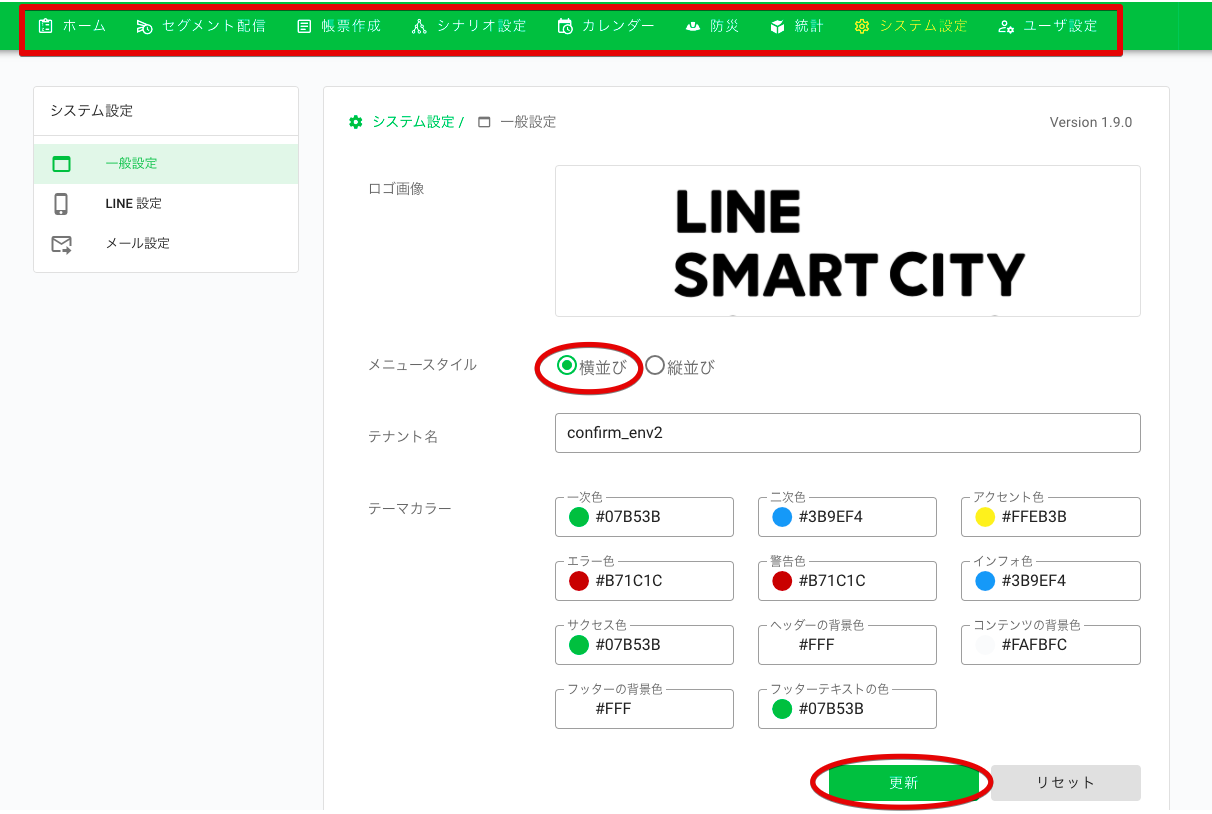 ホーム セグメント配信 帳票作成 シナリオ設定 カレンダー 防災 統計 システム設定 ユーザ設定
システム設定
一般設定
LINE 設定
メール設定
システム設定 / 一般設定 Version 1.9.0
ロゴ画像
LINE
SMART CITY
メニュースタイル 横並び 縦並び
テナント名 confirm_env2
テーマカラー
一次色 二次色 アクセント色
#07B53B #3B9EF4 #FFEB3B
エラー色 警告色 インフォ色
#B71C1C #B71C1C #3B9EF4
サクセス色 ヘッダーの背景色 コンテンツの背景色
#07B53B #FFF #FAFBFC
フッターの背景色 フッターテキストの色
#FFF #07B53B
更新 リセット